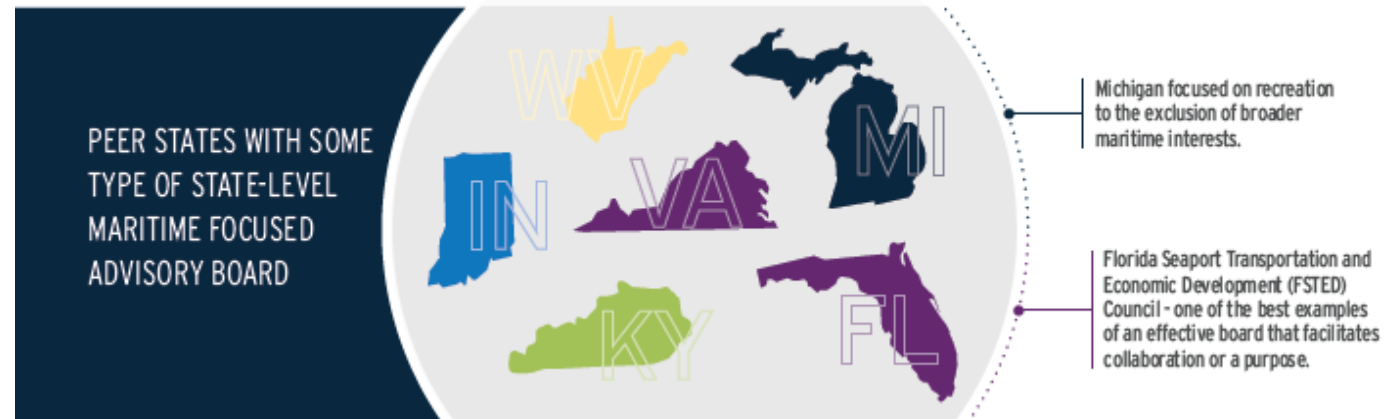 PEER STATES WITH SOME
TYPE OF STATE-LEVEL
MARITIME FOCUSED
ADVISORY BOARD
WV
MI
IN
VA
KY
FL
Michigan focused on recreation
to the exclusion of broader
maritime interests.
Florida Seaport Transportation and
Economic Development (FSTED)
Council - one of the best examples
of an effective board that facilitates
collaboration or a purpose.